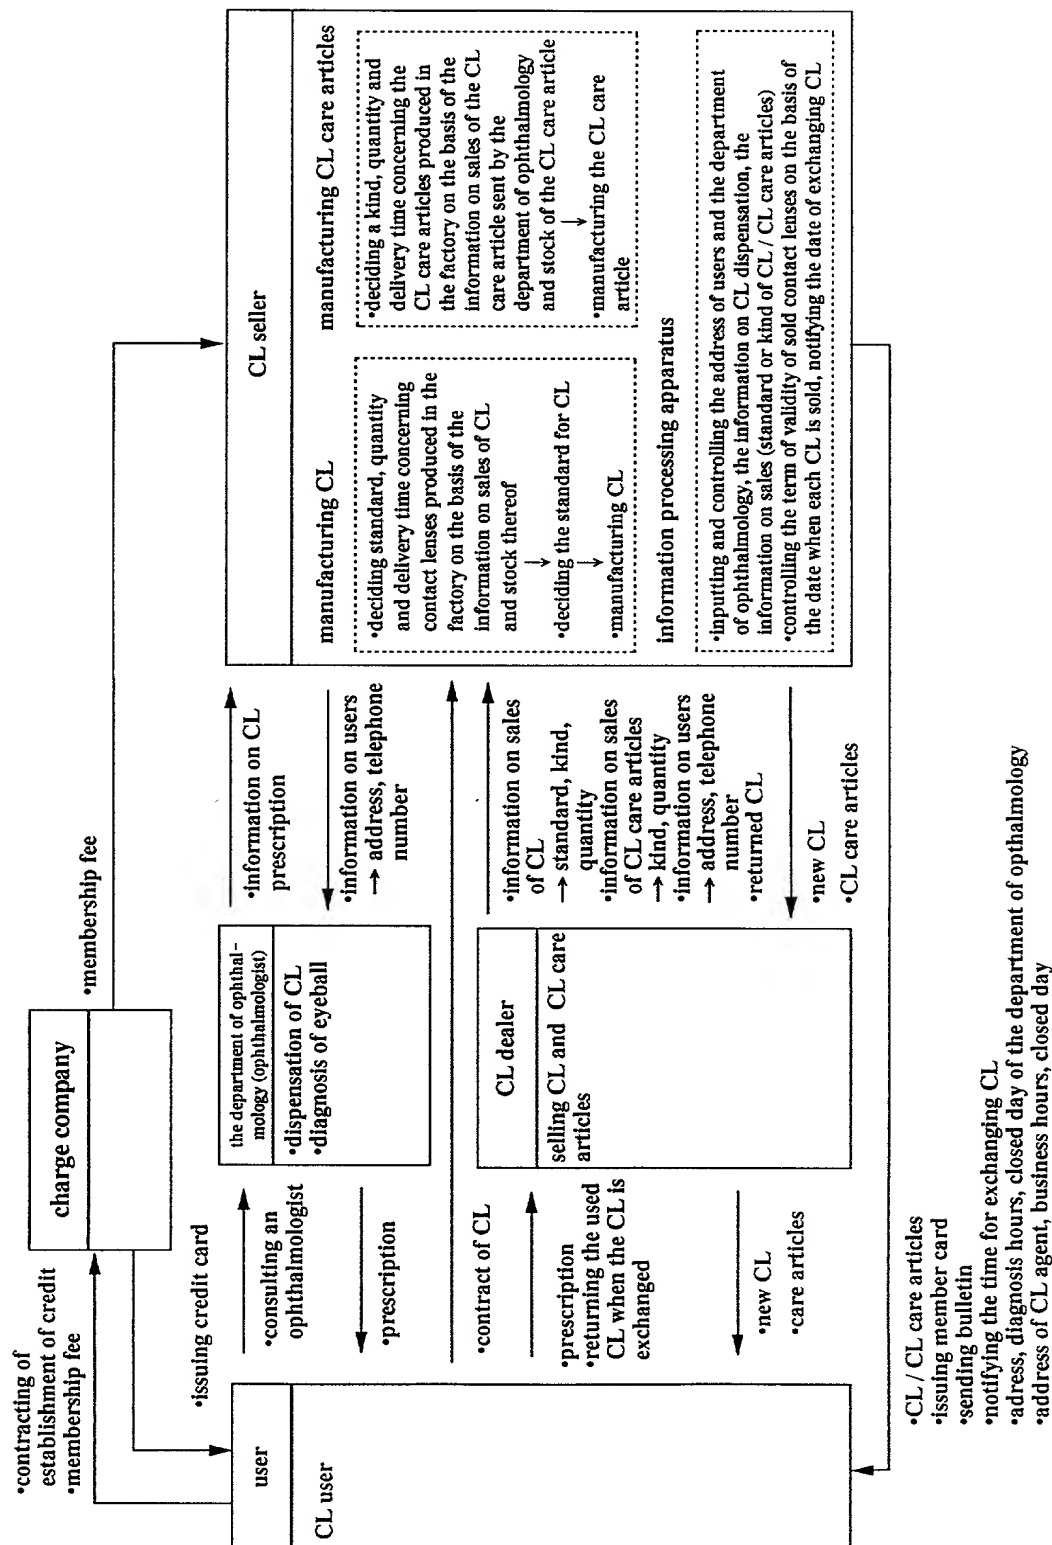 •contracting of
establishment of credit
•membership fee
charge company
•membership fee
•issuing credit card
user
CL user
•consulting an
ophthalmologist
•prescription
the department of ophthal-
mology (ophthalmologist)
•dispensation of CL
•diagnosis of eyeball
•information on CL
prescription
•information on users
→ address, telephone
number
•contract of CL
•prescription
•returning the used
CL when the CL is
exchanged
•new CL
•care articles
CL dealer
selling CL and CL care
articles
•information on sales
of CL
→ standard, kind,
quantity
•information on sales
of CL care articles
→ kind, quantity
•information on users
→ address, telephone
number
•returned CL
•new CL
•CL care articles
CL seller
manufacturing CL
•deciding standard, quantity
and delivery time concerning
contact lenses produced in the
factory on the basis of the
information on sales of CL
and stock thereof
→
•deciding the standard for CL
→
•manufacturing CL
manufacturing CL care articles
•deciding a kind, quantity and
delivery time concerning the
CL care articles produced in
the factory on the basis of the
information on sales of the CL
care article sent by the
department of ophthalmology
and stock of the CL care article
→
•manufacturing the CL care
article
information processing apparatus
•inputing and controlling the address of users and the department
of ophthalmology, the information on CL dispensation, the
information on sales (standard or kind of CL / CL care articles)
•controlling the term of validity of sold contact lenses on the basis of
the date when each CL is sold, notifying the date of exchanging CL
•CL / CL care articles
•issuing member card
•sending bulletin
•notifying the time for exchanging CL
•adress, diagnosis hours, closed day of the department of opthalmology
•address of CL agent, business hours, closed day